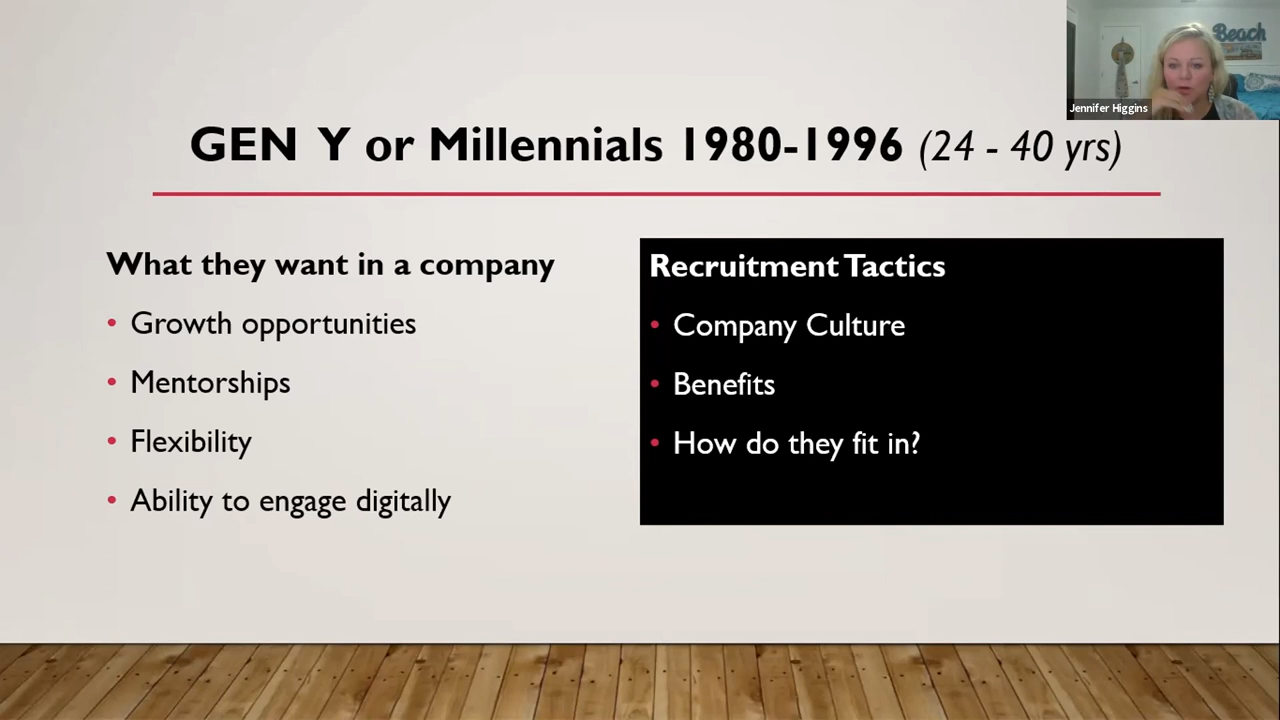 Beach
Jennifer Higgins
GEN Y or Millennials 1980-1996 (24 - 40 yrs)
What they want in a company
• Growth opportunities
• Mentorships
• Flexibility
• Ability to engage digitally
Recruitment Tactics
• Company Culture
• Benefits
• How do they fit in?